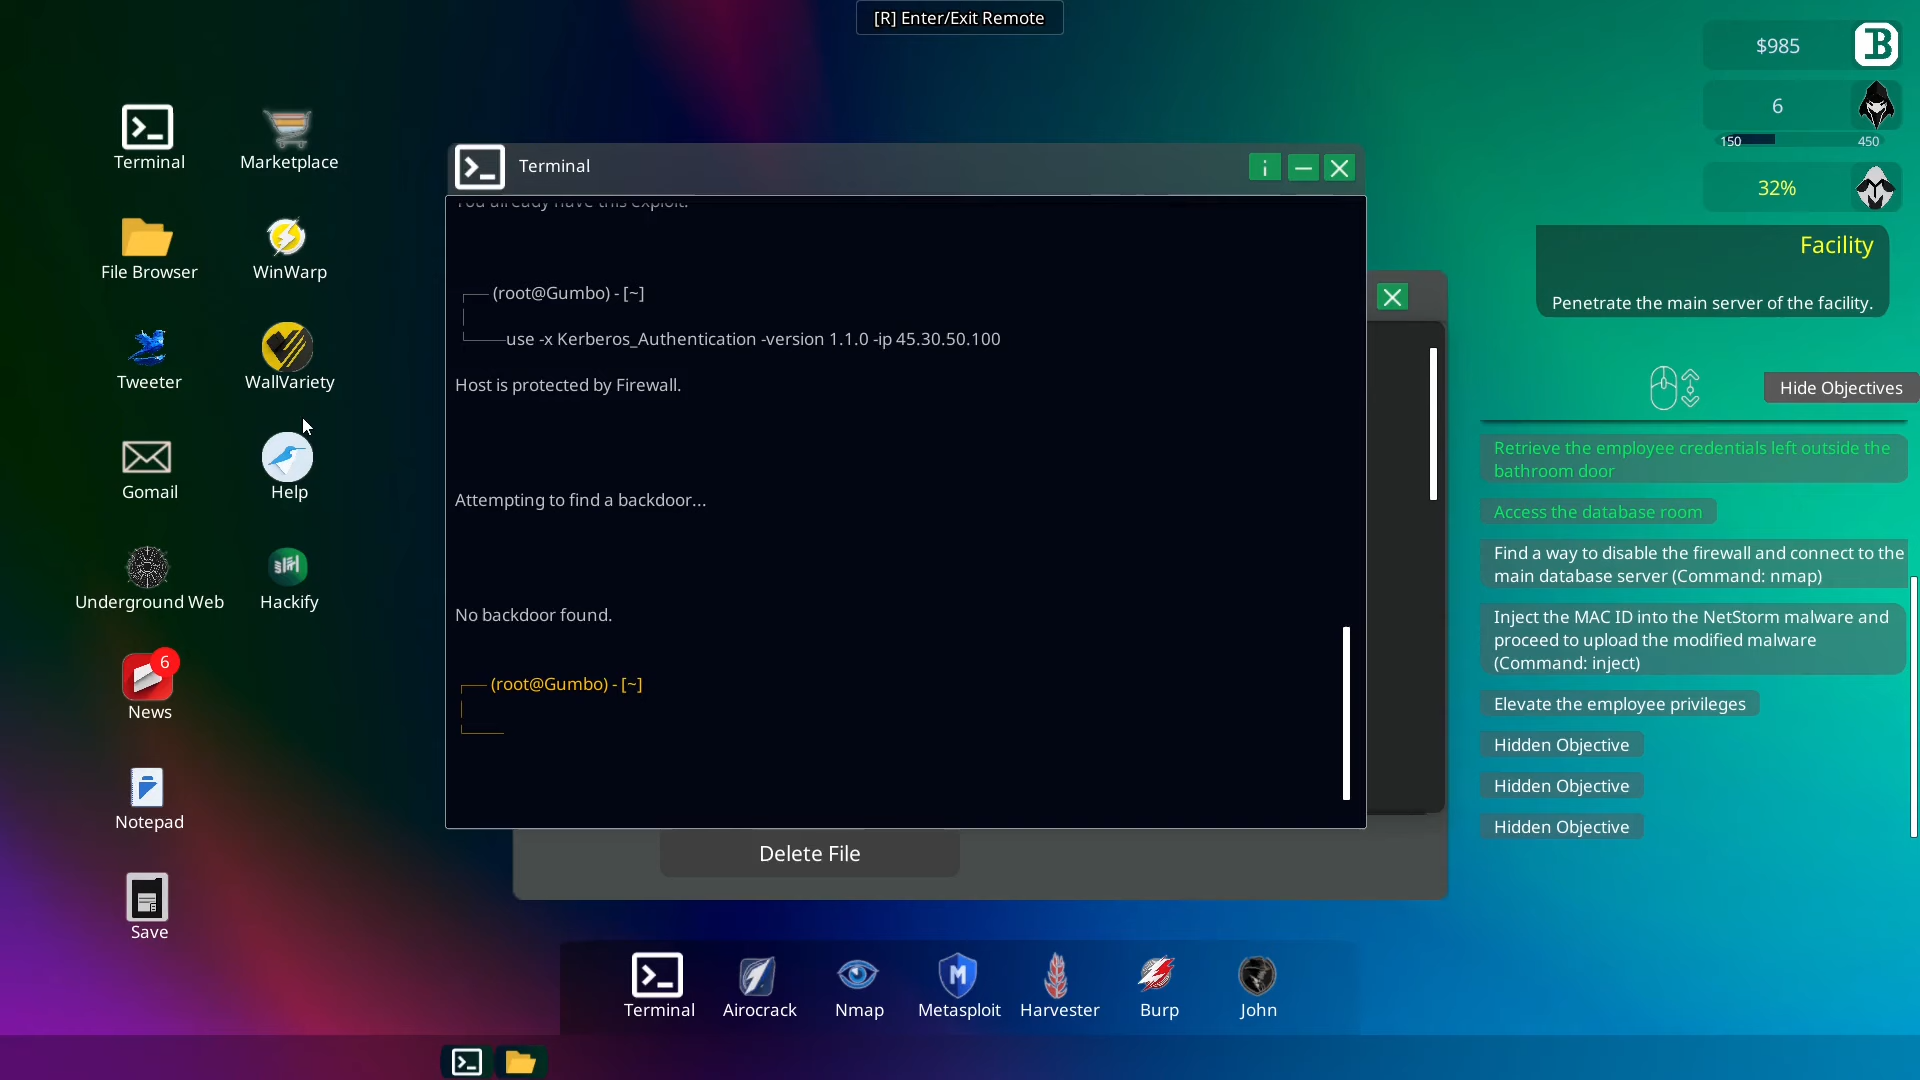 [R] Enter/Exit Remote
$985
6
150
450
32%
Facility
Penetrate the main server of the facility.
Hide Objectives
Retrieve the employee credentials left outside the
bathroom door
Access the database room
Find a way to disable the firewall and connect to the
main database server (Command: nmap)
Inject the MAC ID into the NetStorm malware and
proceed to upload the modified malware
(Command: inject)
Elevate the employee privileges
Hidden Objective
Hidden Objective
Hidden Objective
Terminal
Marketplace
File Browser
WinWarp
Tweeter
WallVariety
Gomail
Help
Underground Web
Hackify
6
News
Notepad
Save
Terminal
You already have this exploit.
(root@Gumbo) - [~]
use -x Kerberos_Authentication -version 1.1.0 -ip 45.30.50.100
Host is protected by Firewall.
Attempting to find a backdoor...
No backdoor found.
(root@Gumbo) - [~]
Delete File
Terminal
Airocrack
Nmap
Metasploit
Harvester
Burp
John